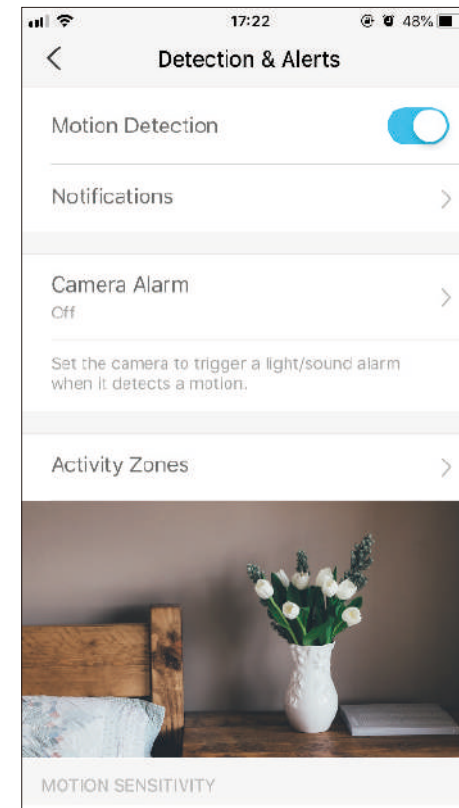 17:22
48%
Detection & Alerts
Motion Detection
Notifications
Camera Alarm
Off
Set the camera to trigger a light/sound alarm
when it detects a motion.
Activity Zones
MOTION SENSITIVITY